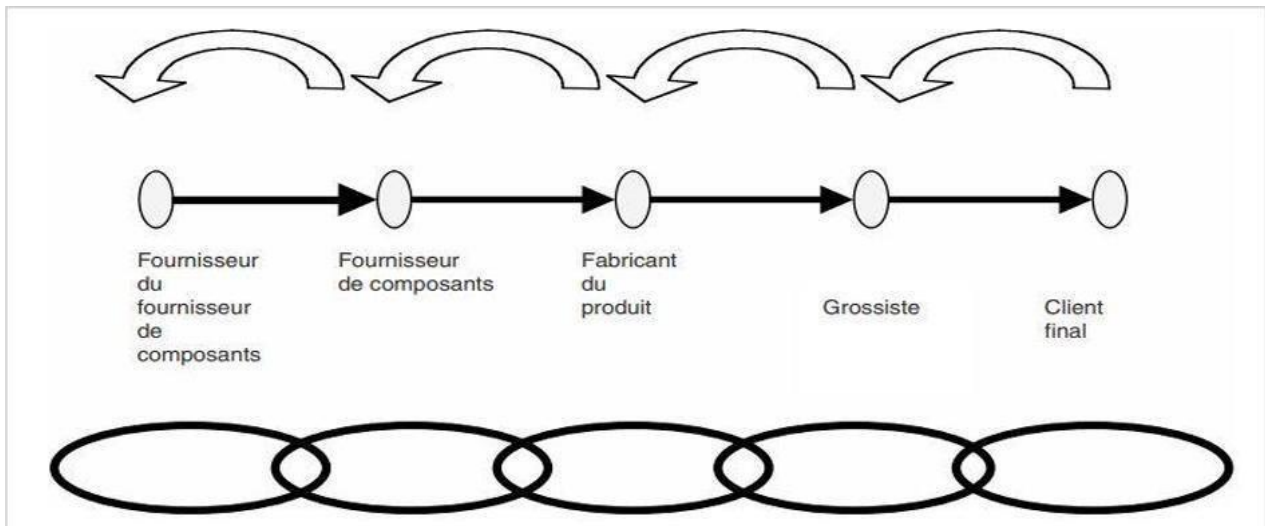 Fournisseur
du
fournisseur
de
composants
Fournisseur
de composants
Fabricant
du
produit
Grossiste
Client
final